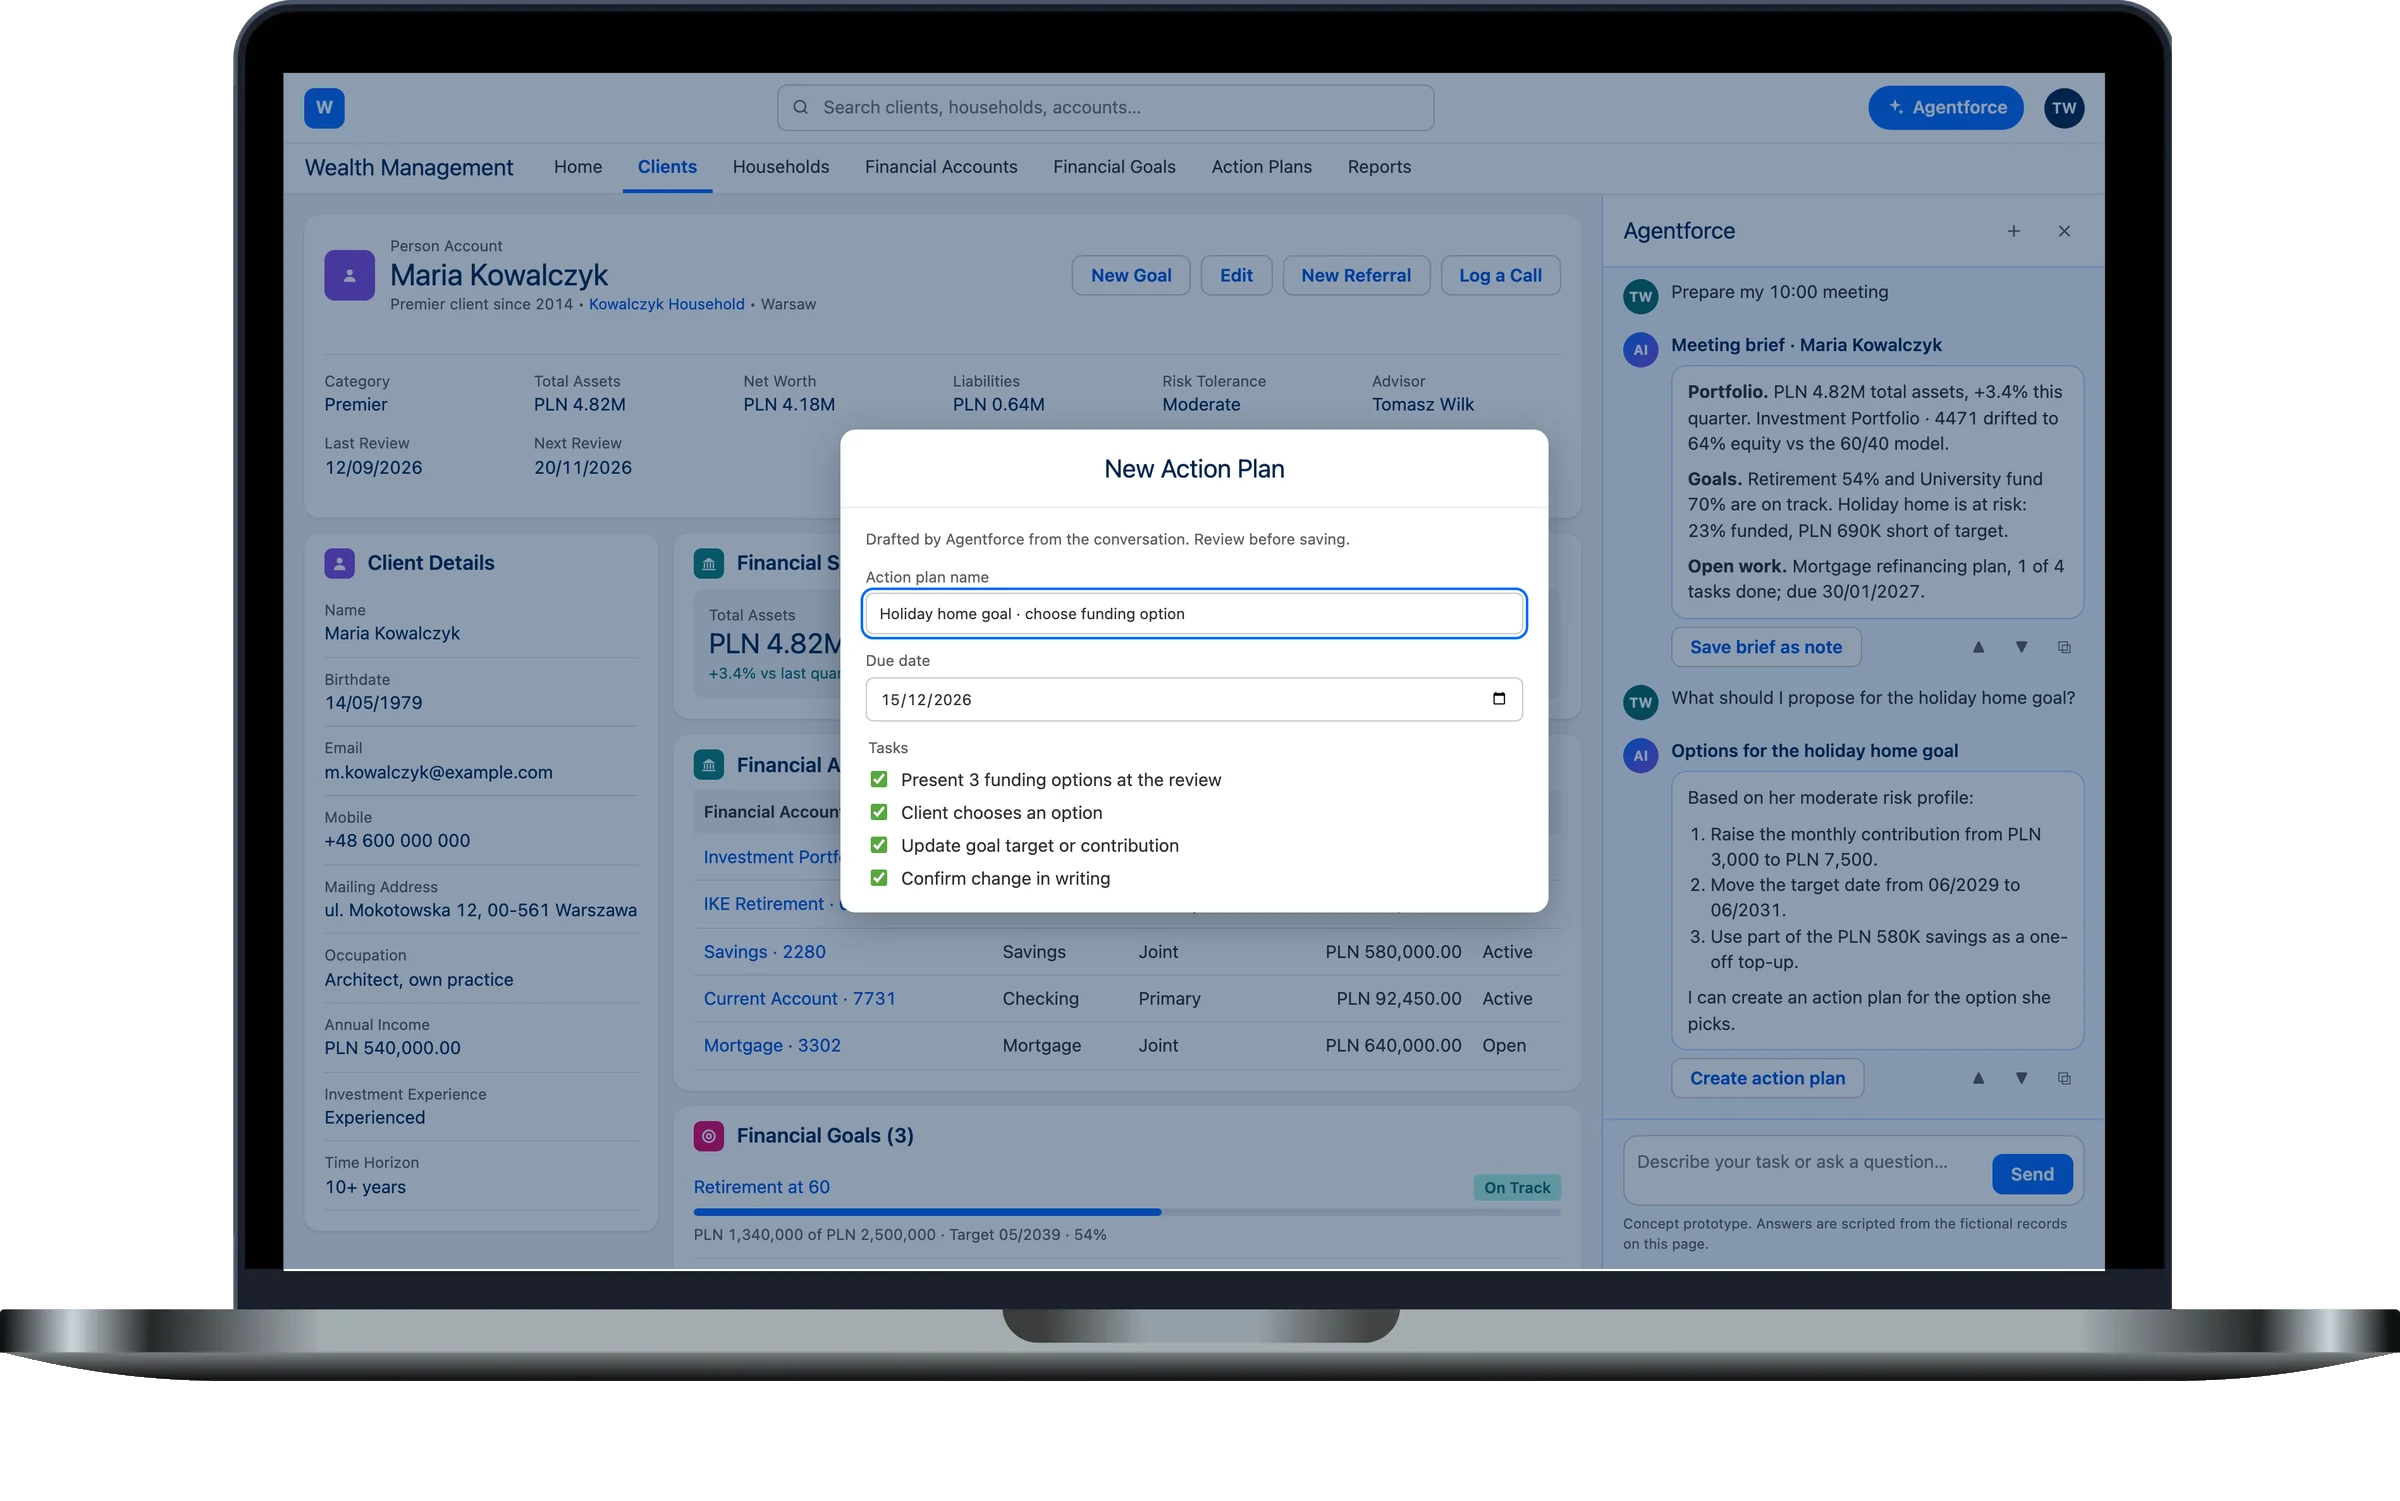 W
Search clients, households, accounts...
Agentforce
TW
Wealth Management
Home
Clients
Households
Financial Accounts
Financial Goals
Action Plans
Reports
Person Account
Maria Kowalczyk
Premier client since 2014 • Kowalczyk Household • Warsaw
New Goal
Edit
New Referral
Log a Call
Category
Premier
Total Assets
PLN 4.82M
Net Worth
PLN 4.18M
Liabilities
PLN 0.64M
Risk Tolerance
Moderate
Advisor
Tomasz Wilk
Last Review
12/09/2026
Next Review
20/11/2026
Client Details
Name
Maria Kowalczyk
Birthdate
14/05/1979
Email
m.kowalczyk@example.com
Mobile
+48 600 000 000
Mailing Address
ul. Mokotowska 12, 00-561 Warszawa
Occupation
Architect, own practice
Annual Income
PLN 540,000.00
Investment Experience
Experienced
Time Horizon
10+ years
Financial
Total Assets
PLN 4.82M
+3.4% vs last
Financial
Financial
Investment
IKE Retirement ·
Savings · 2280
Savings
Joint
PLN 580,000.00
Active
Current Account · 7731
Checking
Primary
PLN 92,450.00
Active
Mortgage · 3302
Mortgage
Joint
PLN 640,000.00
Open
Financial Goals (3)
Retirement at 60
On Track
PLN 1,340,000 of PLN 2,500,000 · Target 05/2039 · 54%
New Action Plan
Drafted by Agentforce from the conversation. Review before saving.
Action plan name
Holiday home goal · choose funding option
Due date
15/12/2026
Tasks
Present 3 funding options at the review
Client chooses an option
Update goal target or contribution
Confirm change in writing
Agentforce
TW
Prepare my 10:00 meeting
AI
Meeting brief · Maria Kowalczyk
Portfolio. PLN 4.82M total assets, +3.4% this
quarter. Investment Portfolio · 4471 drifted to
64% equity vs the 60/40 model.
Goals. Retirement 54% and University fund
70% are on track. Holiday home is at risk:
23% funded, PLN 690K short of target.
Open work. Mortgage refinancing plan, 1 of 4
tasks done; due 30/01/2027.
Save brief as note
TW
What should I propose for the holiday home goal?
AI
Options for the holiday home goal
Based on her moderate risk profile:
1. Raise the monthly contribution from PLN
3,000 to PLN 7,500.
2. Move the target date from 06/2029 to
06/2031.
3. Use part of the PLN 580K savings as a one-
off top-up.
I can create an action plan for the option she
picks.
Create action plan
Describe your task or ask a question...
Send
Concept prototype. Answers are scripted from the fictional records
on this page.